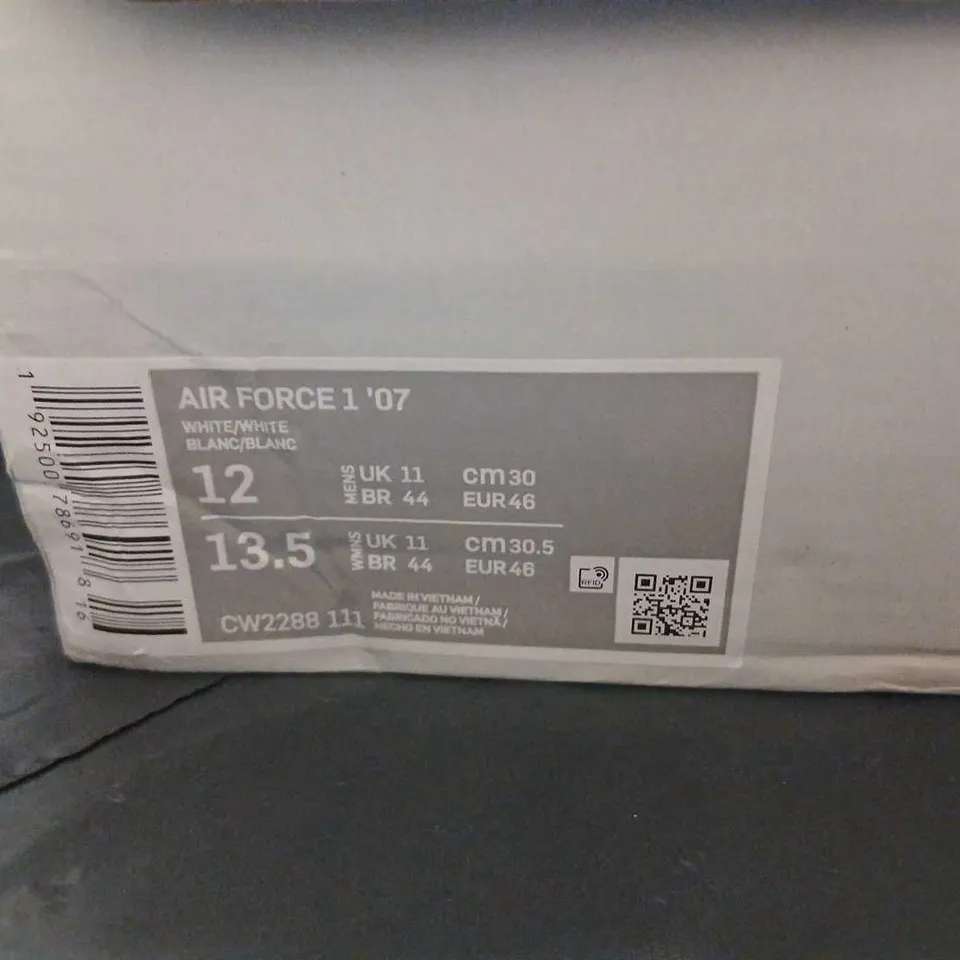 AIR FORCE 1 '07
WHITE/WHITE
BLANC/BLANC
12 MENS UK 11 cm 30
BR 44 EUR 46
13.5 WMNS UK 11 cm 30.5
BR 44 EUR 46
CW2288 111
MADE IN VIETNAM /
FABRIQUE AU VIETNAM /
FABRICADO NO VIETNÃ /
HECHO EN VIETNAM
RFID